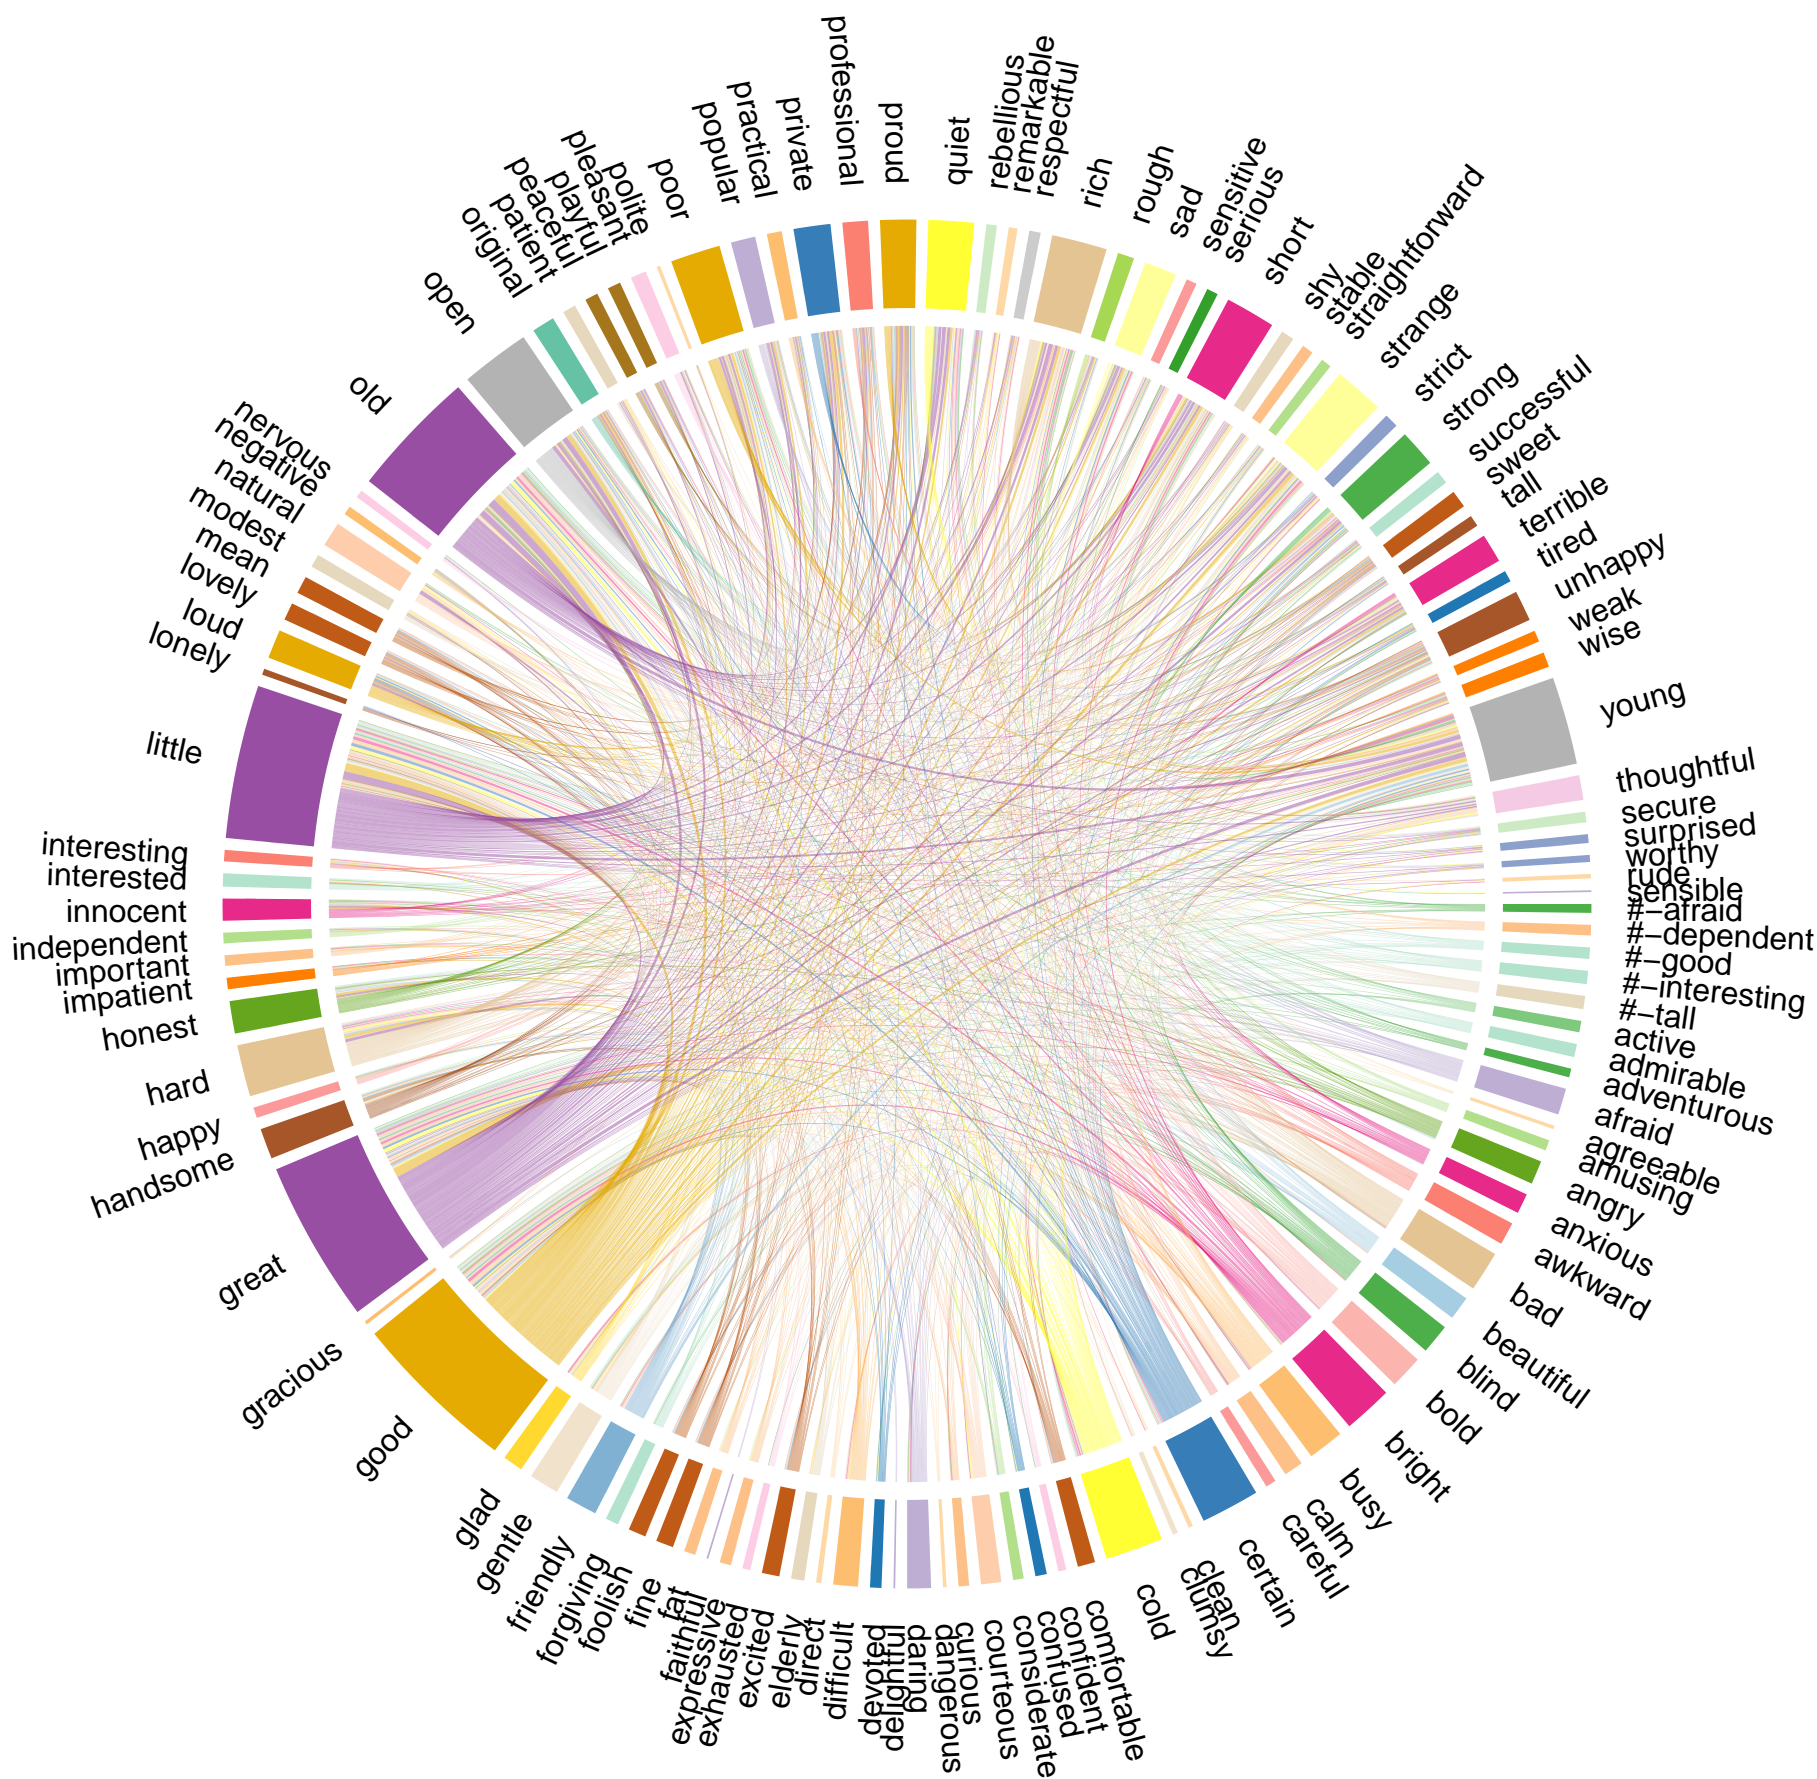 professional
proud
quiet
rebellious
remarkable
respectful
rich
rough
sad
sensitive
serious
short
shy
stable
straightforward
strange
strict
strong
successful
sweet
tall
terrible
tired
unhappy
weak
wise
young
thoughtful
secure
surprised
worthy
rude
sensible
#−afraid
#−dependent
#−good
#−interesting
#−tall
active
admirable
adventurous
afraid
agreeable
amusing
angry
anxious
awkward
bad
beautiful
blind
bold
bright
busy
calm
careful
certain
clean
clumsy
cold
comfortable
confident
confused
considerate
courteous
curious
dangerous
daring
delightful
devoted
difficult
direct
elderly
excited
exhausted
expressive
faithful
fat
fine
foolish
forgiving
friendly
gentle
glad
good
gracious
great
handsome
happy
hard
honest
impatient
important
independent
innocent
interested
interesting
little
lonely
loud
lovely
mean
modest
natural
negative
nervous
old
open
original
patient
peaceful
playful
pleasant
polite
poor
popular
practical
private